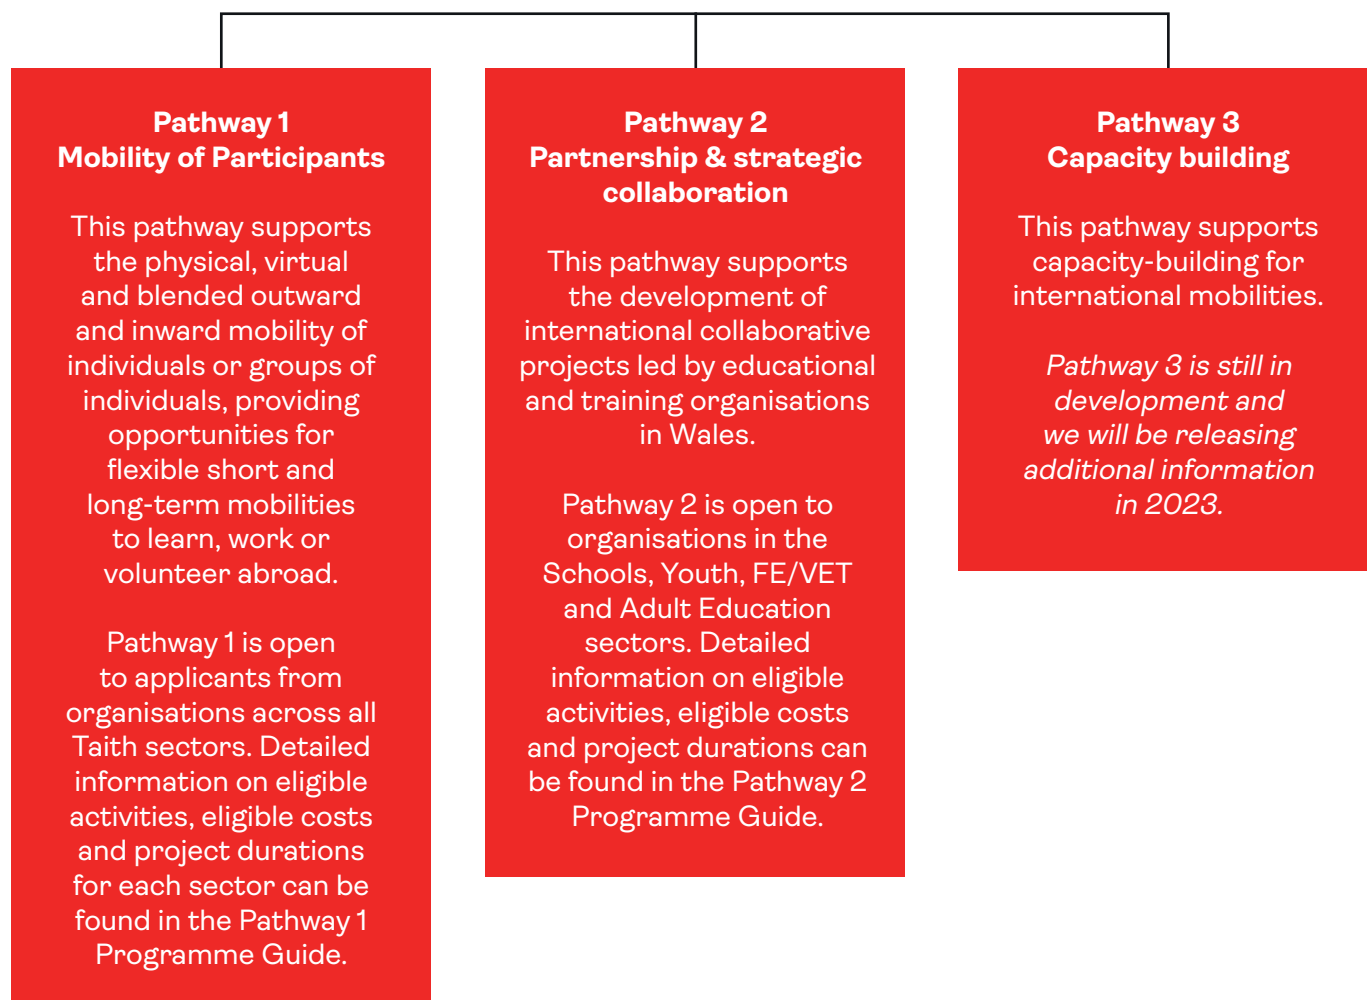 Pathway 1
Mobility of Participants
This pathway supports
the physical, virtual
and blended outward
and inward mobility of
individuals or groups of
individuals, providing
opportunities for
flexible short and
long-term mobilities
to learn, work or
volunteer abroad.
Pathway 1 is open
to applicants from
organisations across all
Taith sectors. Detailed
information on eligible
activities, eligible costs
and project durations
for each sector can be
found in the Pathway 1
Programme Guide.
Pathway 2
Partnership & strategic
collaboration
This pathway supports
the development of
international collaborative
projects led by educational
and training organisations
in Wales.
Pathway 2 is open to
organisations in the
Schools, Youth, FE/VET
and Adult Education
sectors. Detailed
information on eligible
activities, eligible costs
and project durations can
be found in the Pathway 2
Programme Guide.
Pathway 3
Capacity building
This pathway supports
capacity-building for
international mobilities.
Pathway 3 is still in
development and
we will be releasing
additional information
in 2023.